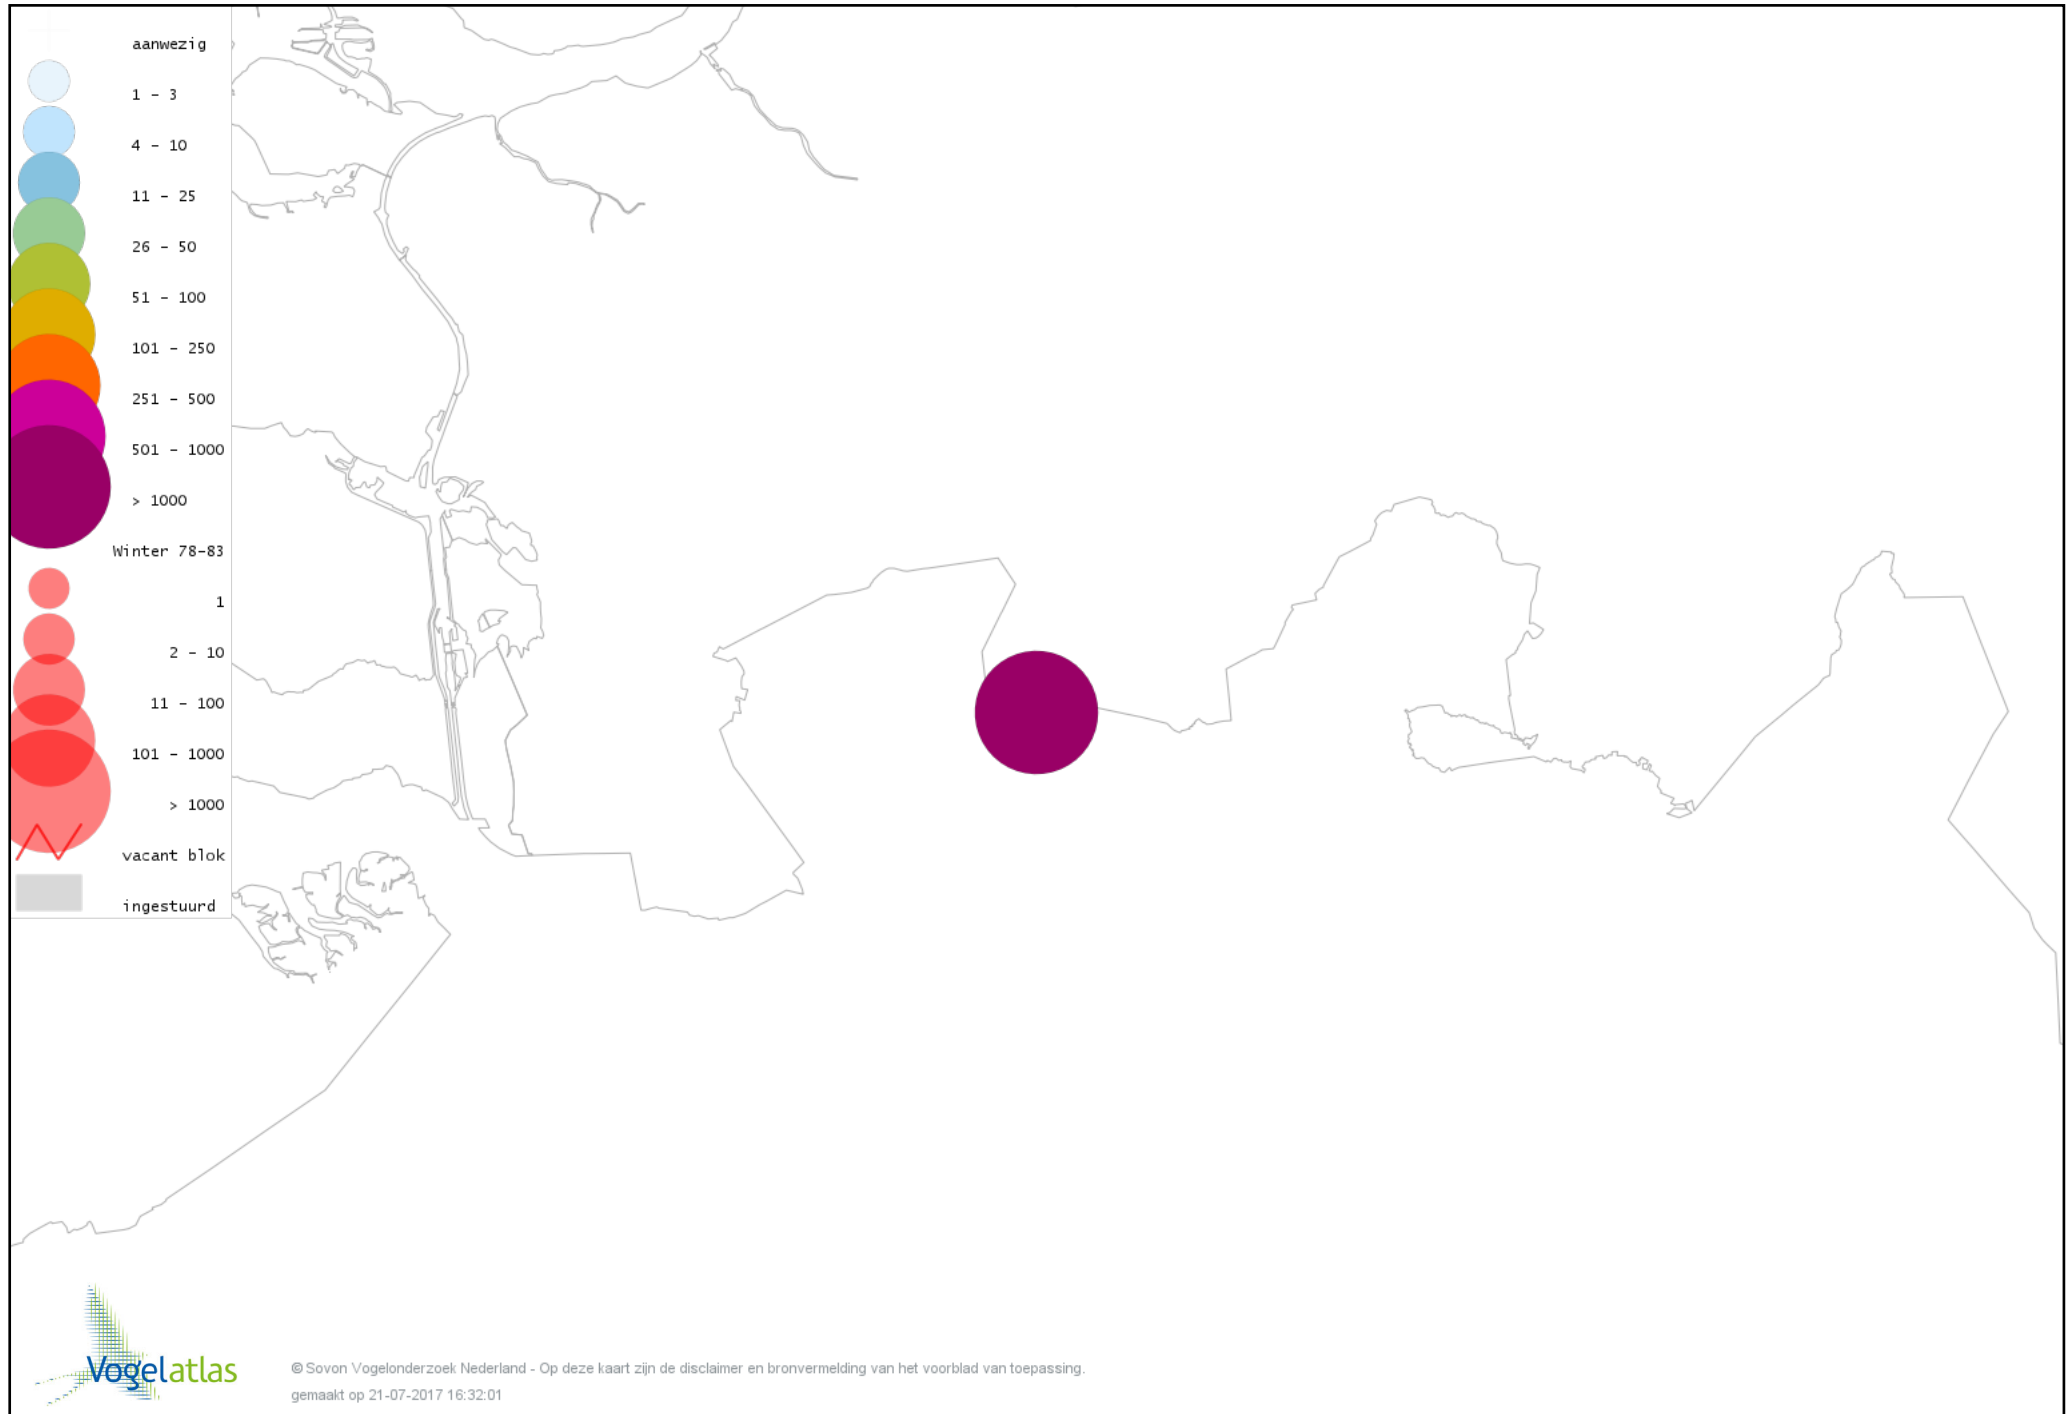 aanwezig
1 - 3
4 - 10
11 - 25
26 - 50
51 - 100
101 - 250
251 - 500
501 - 1000
> 1000
Winter 78-83
1
2 - 10
11 - 100
101 - 1000
> 1000
vacant blok
ingestuurd
Vogelatlas
© Sovon Vogelonderzoek Nederland - Op deze kaart zijn de disclaimer en bronvermelding van het voorblad van toepassing.
gemaakt op 21-07-2017 16:32:01